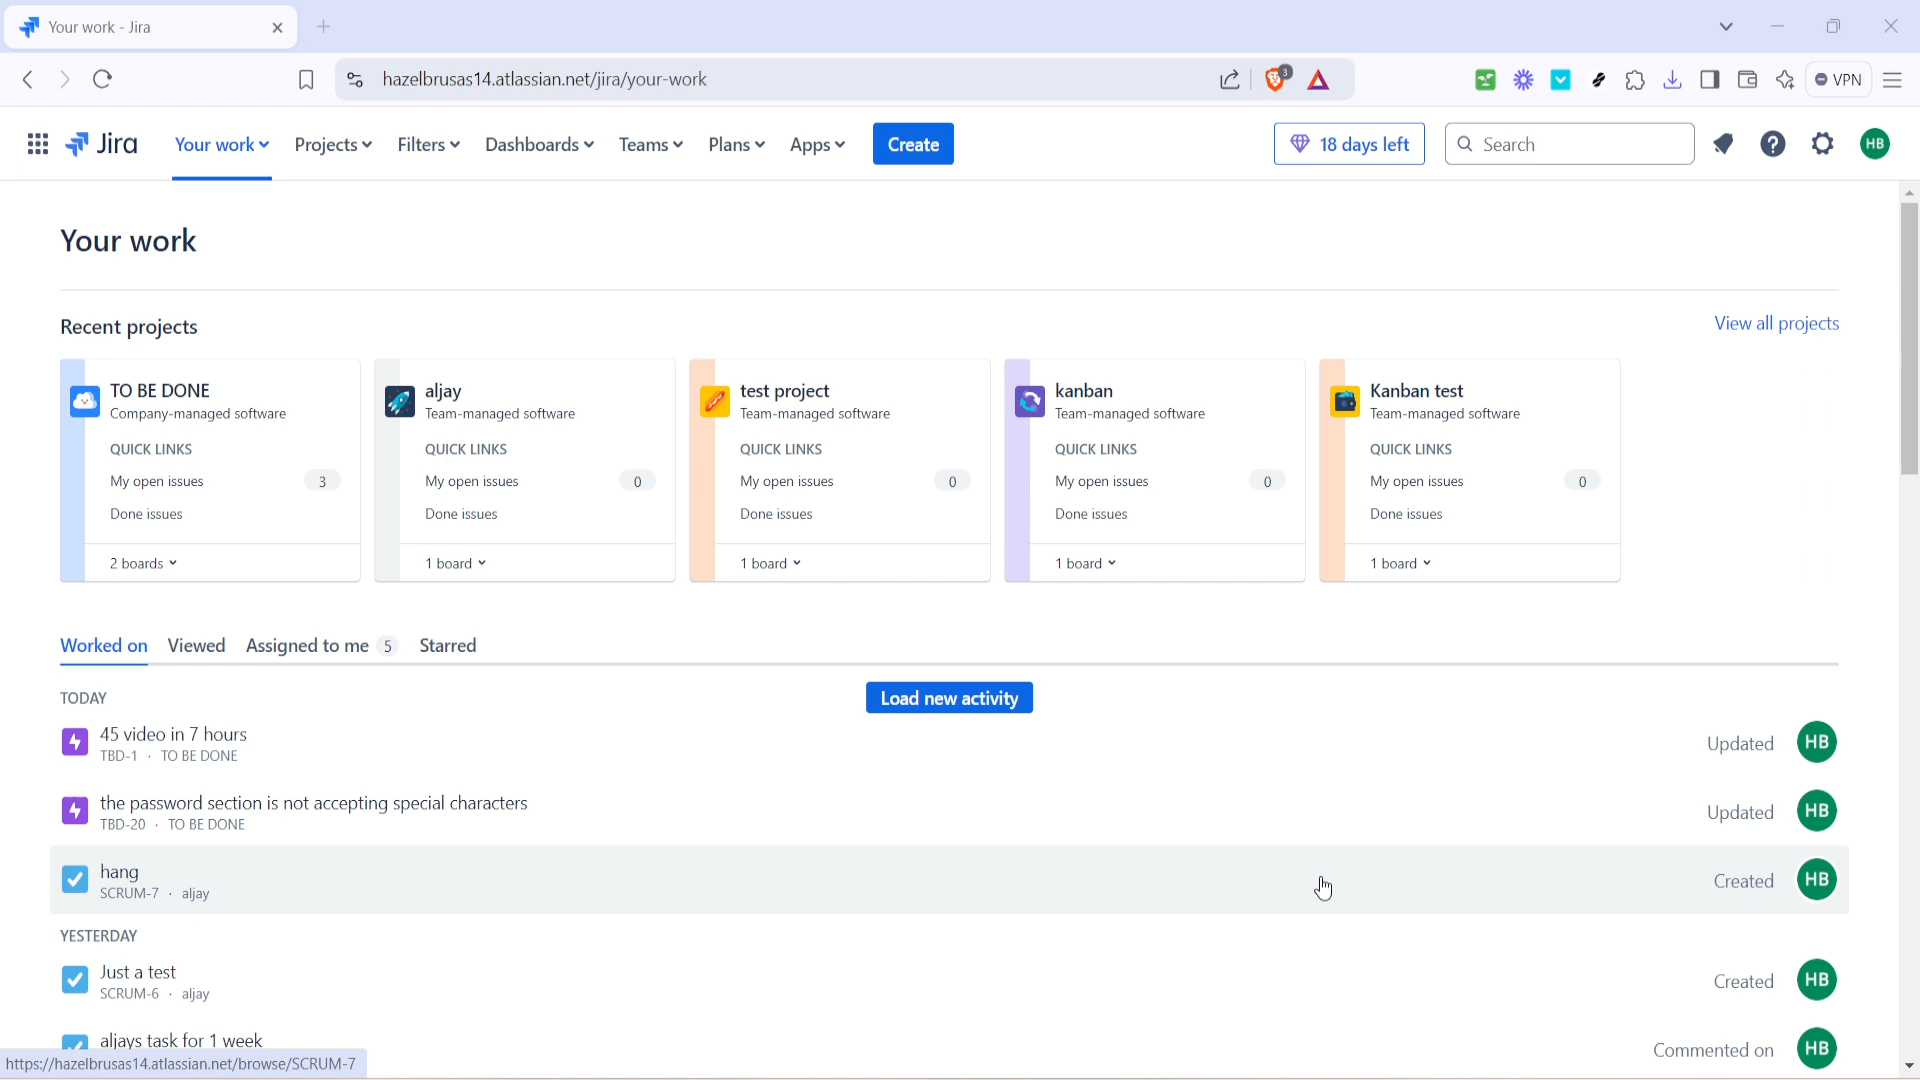 Your work - Jira
hazelbrusas14.atlassian.net/jira/your-work
3
VPN
Jira
Your work
Projects
Filters
Dashboards
Teams
Plans
Apps
Create
18 days left
Search
HB
Your work
Recent projects
View all projects
TO BE DONE
Company-managed software
QUICK LINKS
My open issues 3
Done issues
2 boards
aljay
Team-managed software
QUICK LINKS
My open issues 0
Done issues
1 board
test project
Team-managed software
QUICK LINKS
My open issues 0
Done issues
1 board
kanban
Team-managed software
QUICK LINKS
My open issues 0
Done issues
1 board
Kanban test
Team-managed software
QUICK LINKS
My open issues 0
Done issues
1 board
Worked on Viewed Assigned to me 5 Starred
TODAY
Load new activity
45 video in 7 hours
TBD-1 · TO BE DONE
Updated HB
the password section is not accepting special characters
TBD-20 · TO BE DONE
Updated HB
hang
SCRUM-7 · aljay
Created HB
YESTERDAY
Just a test
SCRUM-6 · aljay
Created HB
aljays task for 1 week
Commented on HB
https://hazelbrusas14.atlassian.net/browse/SCRUM-7